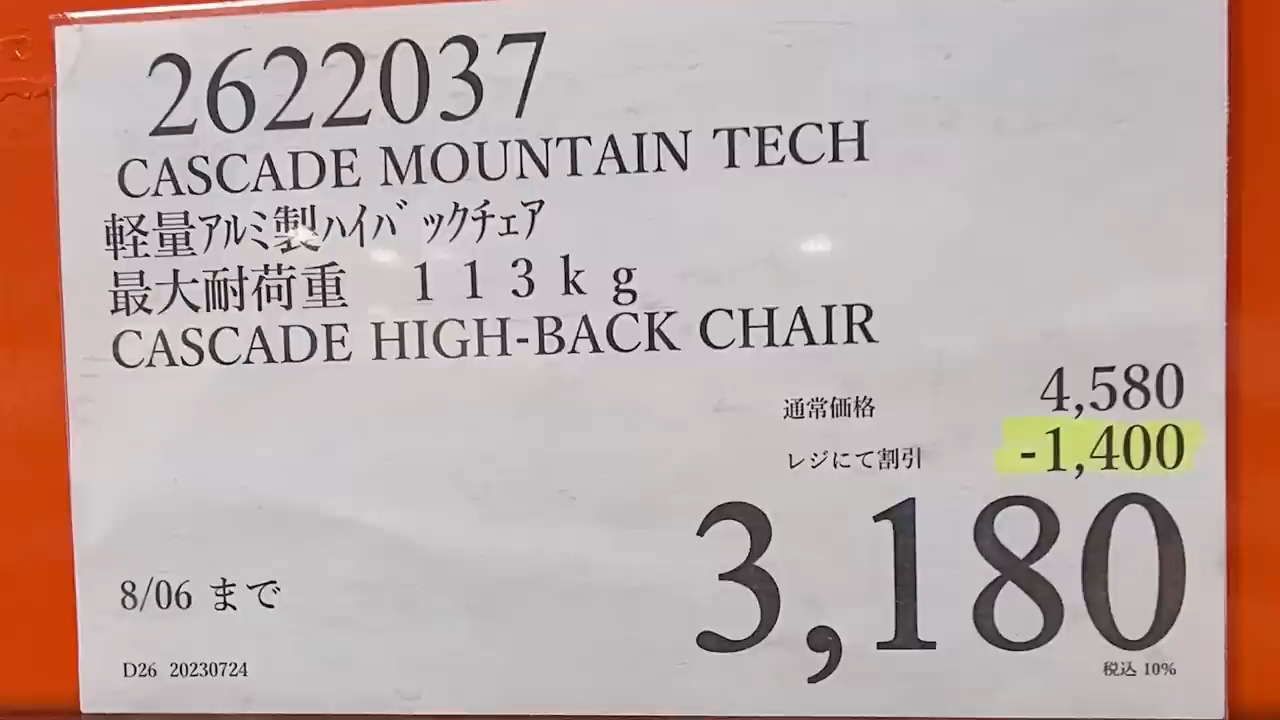 2622037
CASCADE MOUNTAIN TECH
軽量ｱﾙﾐ製ﾊｲﾊﾞｯｸﾁｪｱ
最大耐荷重　１１３ｋｇ
CASCADE HIGH-BACK CHAIR
通常価格 4,580
レジにて割引 -1,400
3,180
8/06 まで
D26 20230724
税込 10%